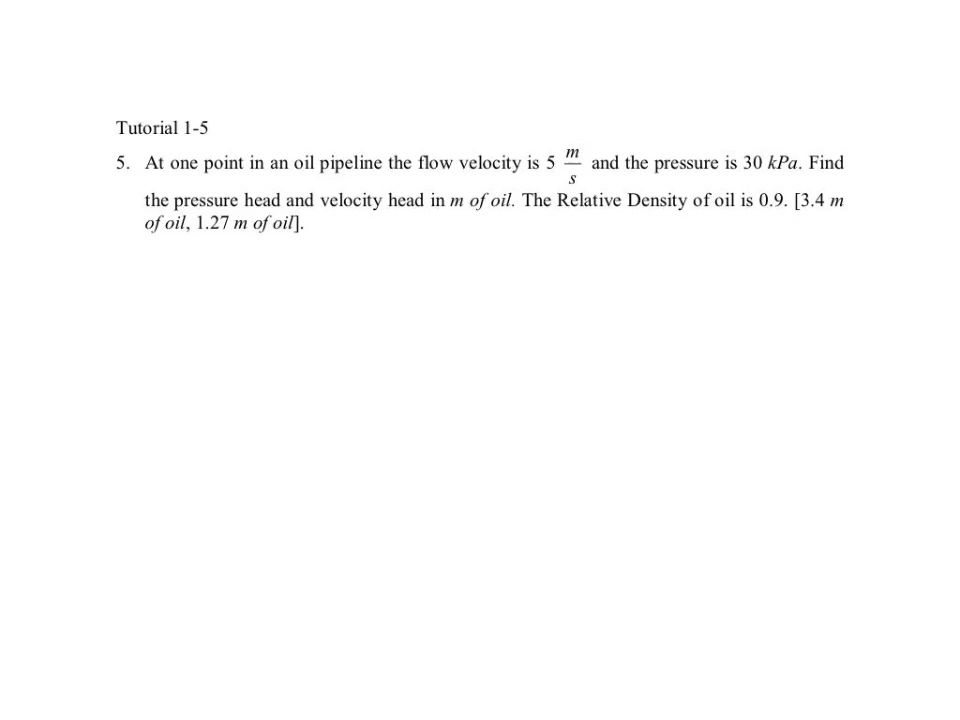 Tutorial 1-5
5. At one point in an oil pipeline the flow velocity is 5 m/s and the pressure is 30 kPa. Find
the pressure head and velocity head in m of oil. The Relative Density of oil is 0.9. [3.4 m
of oil, 1.27 m of oil].